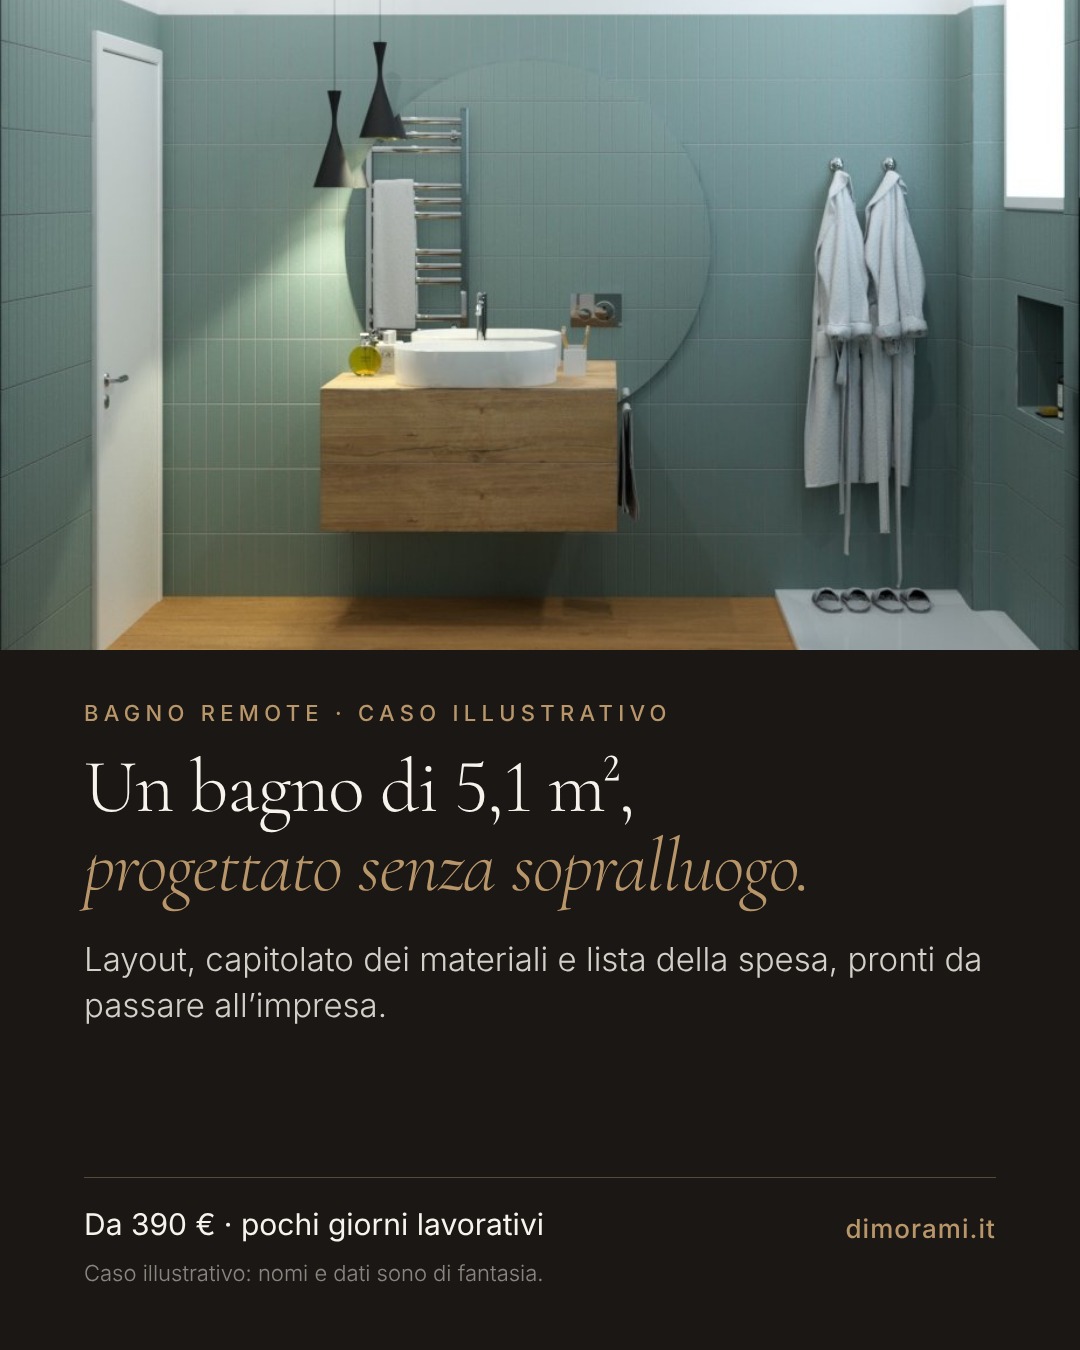 BAGNO REMOTE · CASO ILLUSTRATIVO
Un bagno di 5,1 m²,
progettato senza sopralluogo.
Layout, capitolato dei materiali e lista della spesa, pronti da
passare all’impresa.
Da 390 € · pochi giorni lavorativi
dimorami.it
Caso illustrativo: nomi e dati sono di fantasia.